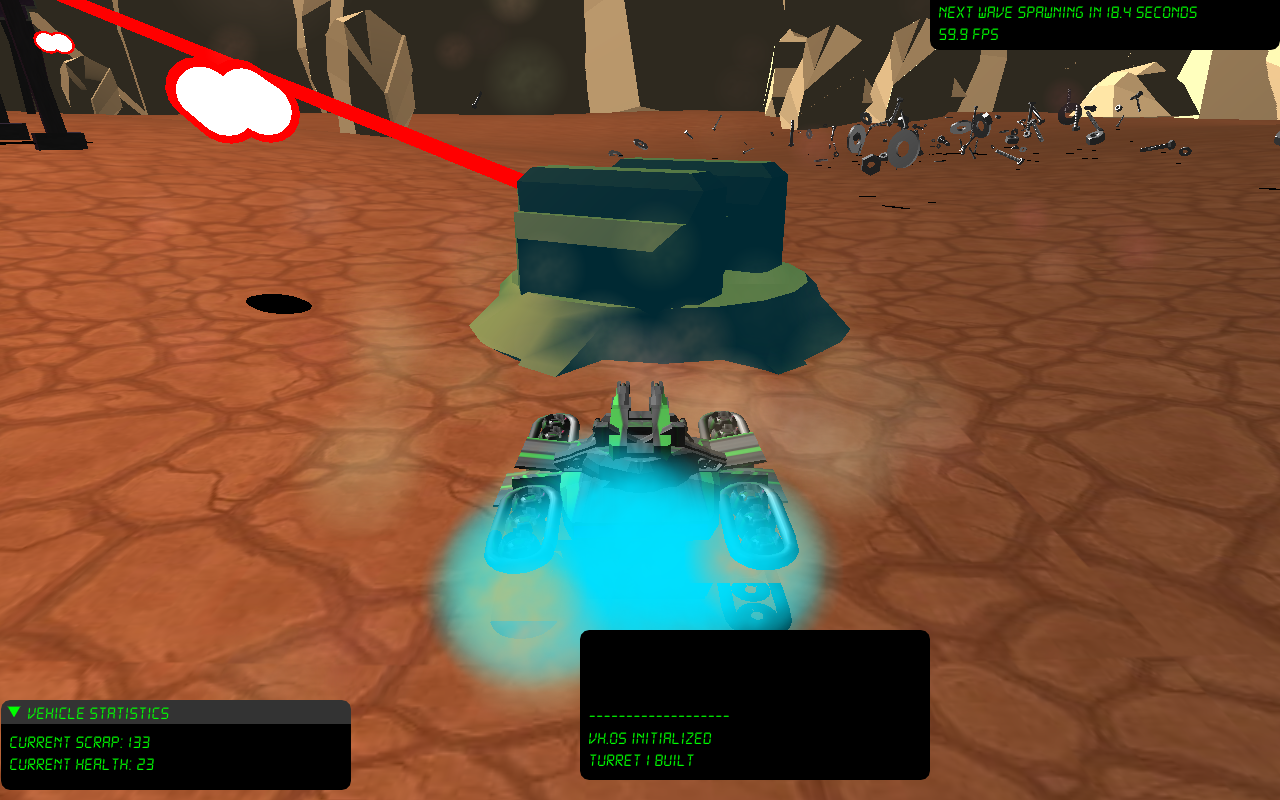 NEXT WAVE SPAWNING IN 18.4 SECONDS
59.9 FPS
VEHICLE STATISTICS
CURRENT SCRAP: 133
CURRENT HEALTH: 23
-------------------
VH.OS INITIALIZED
TURRET 1 BUILT